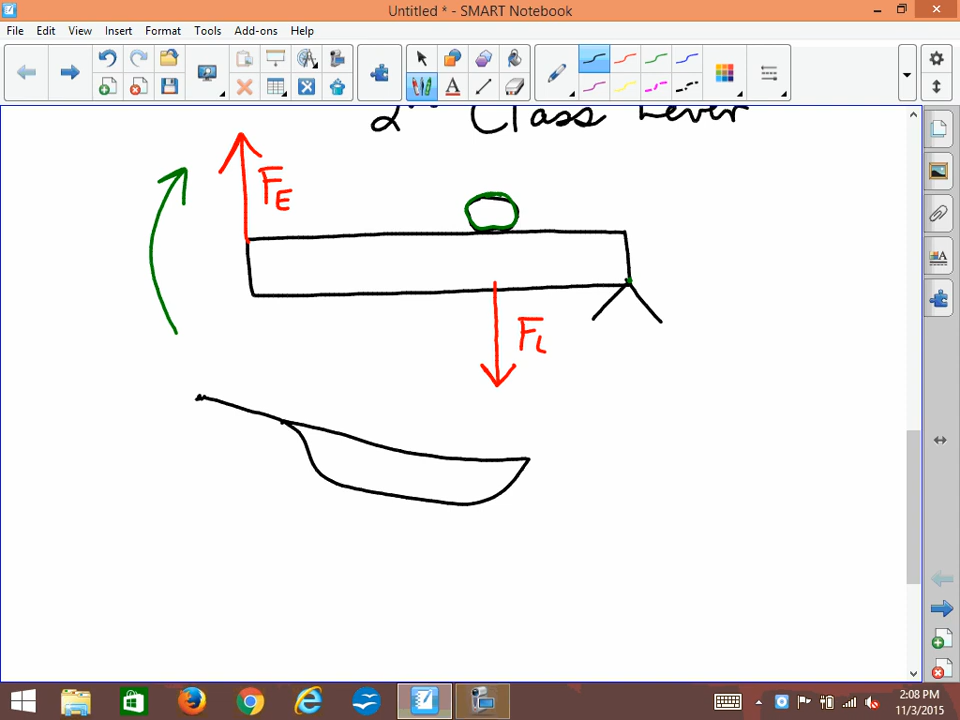 Untitled * - SMART Notebook
File Edit View Insert Format Tools Add-ons Help
2nd Class Lever
FE
FL
2:08 PM
11/3/2015